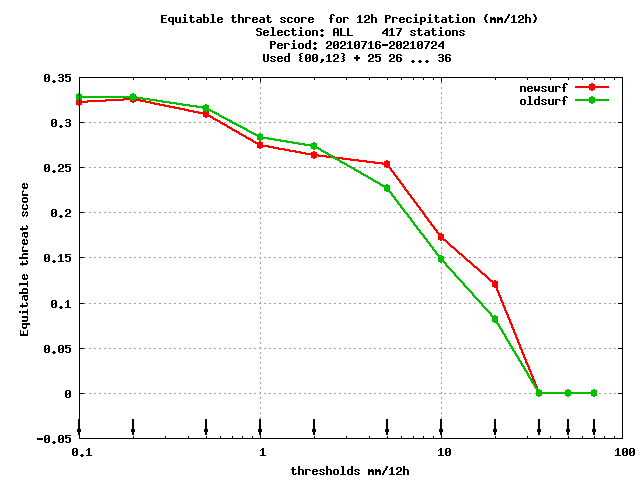 Equitable threat score  for 12h Precipitation (mm/12h)
Selection: ALL    417 stations
Period: 20210716-20210724
Used {00,12} + 25 26 ... 36
0.35
newsurf
oldsurf
0.3
0.25
0.2
0.15
0.1
0.05
0
-0.05
Equitable threat score
0.1 1 10 100
thresholds mm/12h